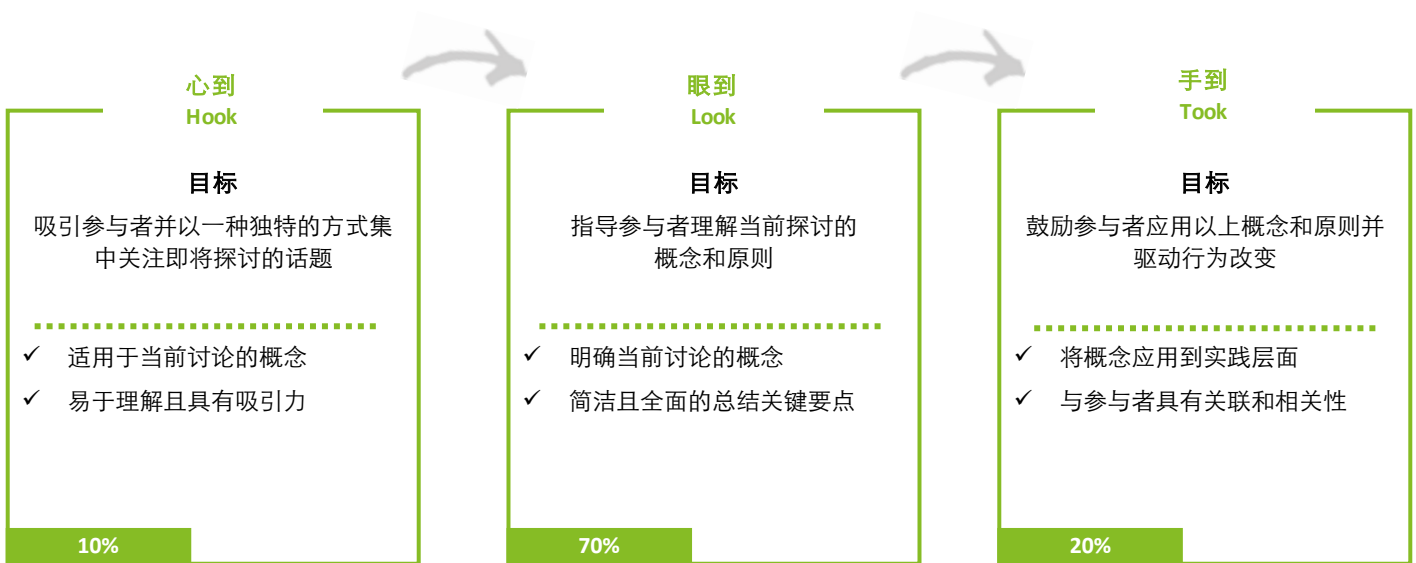 心到
Hook
目标
吸引参与者并以一种独特的方式集
中关注即将探讨的话题
✓ 适用于当前讨论的概念
✓ 易于理解且具有吸引力
10%
眼到
Look
目标
指导参与者理解当前探讨的
概念和原则
✓ 明确当前讨论的概念
✓ 简洁且全面的总结关键要点
70%
手到
Took
目标
鼓励参与者应用以上概念和原则并
驱动行为改变
✓ 将概念应用到实践层面
✓ 与参与者具有关联和相关性
20%